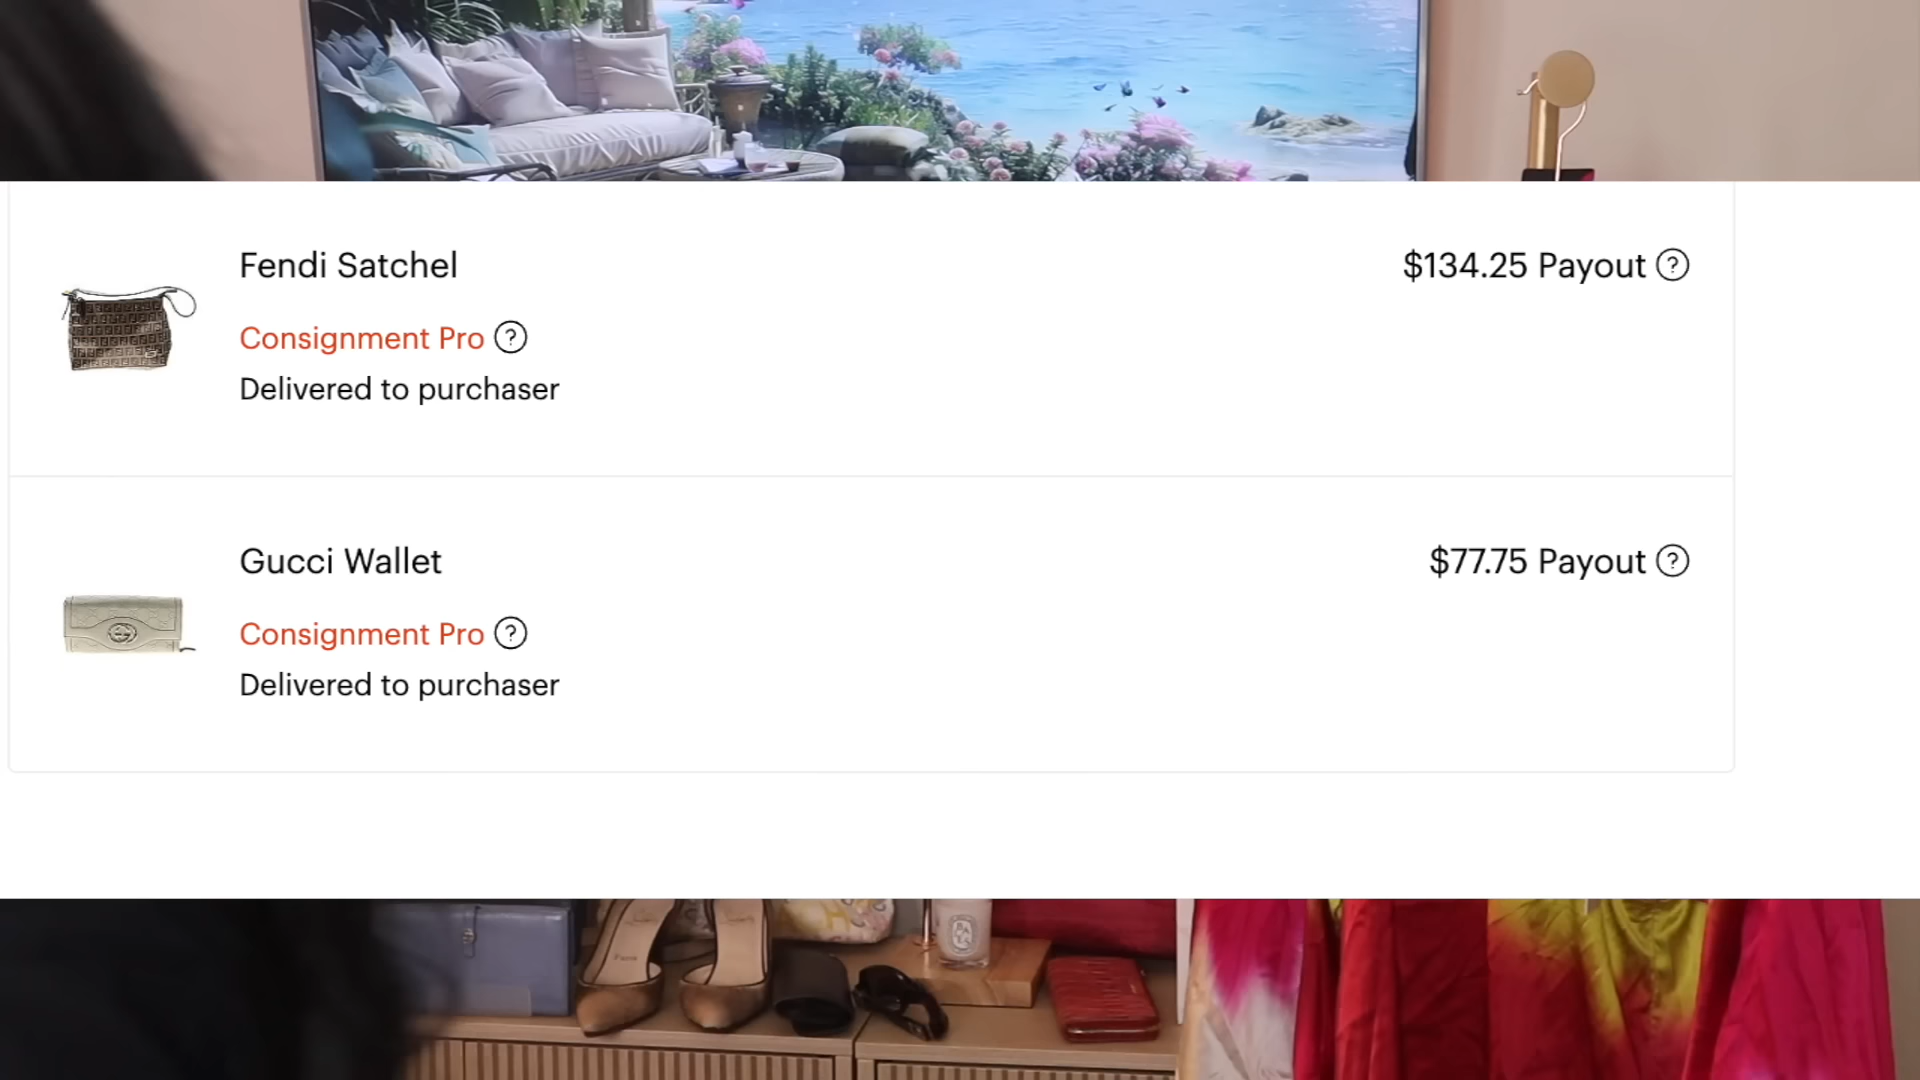 Fendi Satchel
$134.25 Payout ?
Consignment Pro ?
Delivered to purchaser
Gucci Wallet
$77.75 Payout ?
Consignment Pro ?
Delivered to purchaser